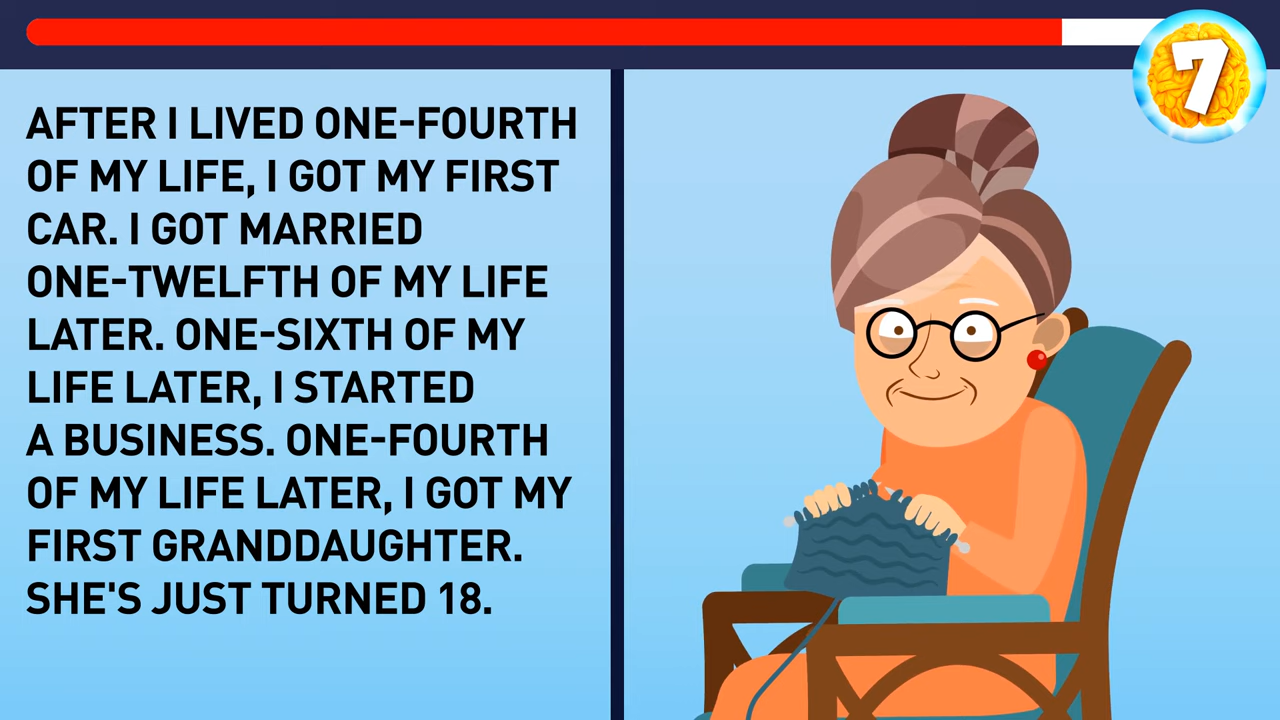 7
AFTER I LIVED ONE-FOURTH
OF MY LIFE, I GOT MY FIRST
CAR. I GOT MARRIED
ONE-TWELFTH OF MY LIFE
LATER. ONE-SIXTH OF MY
LIFE LATER, I STARTED
A BUSINESS. ONE-FOURTH
OF MY LIFE LATER, I GOT MY
FIRST GRANDDAUGHTER.
SHE'S JUST TURNED 18.